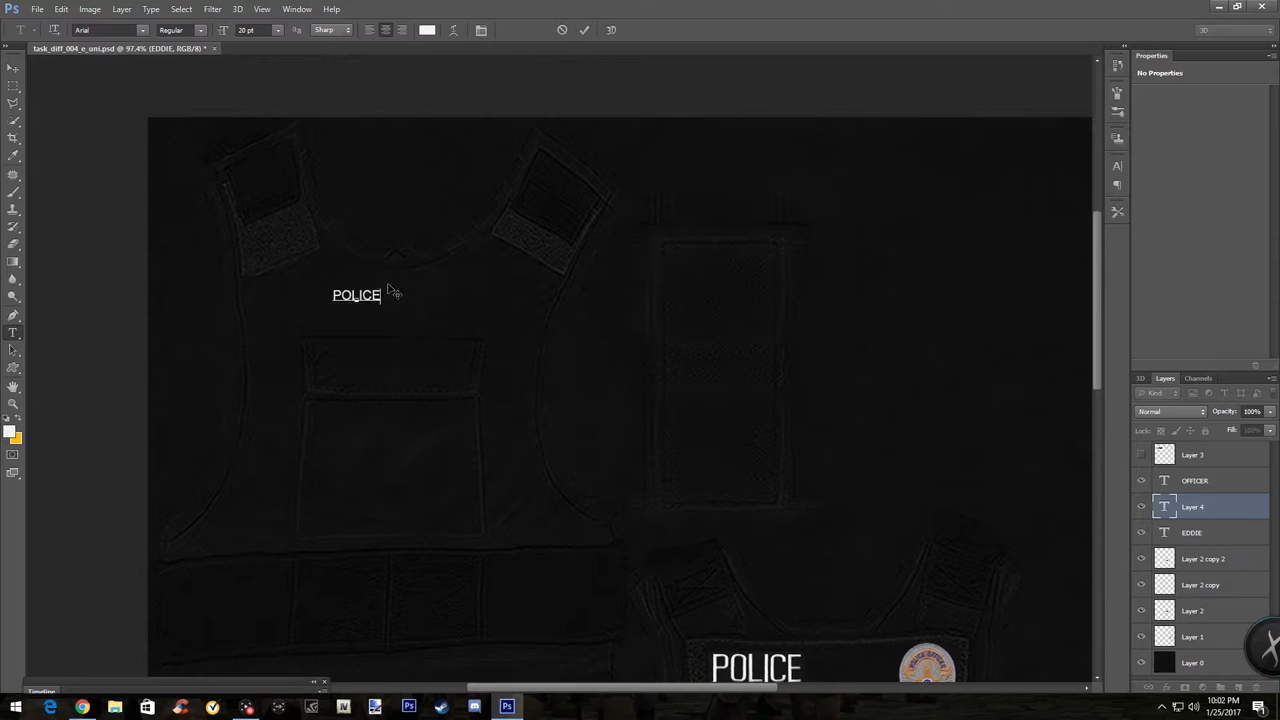 Ps File Edit Image Layer Type Select Filter 3D View Window Help
T Arial Regular 20 pt Sharp 3D 3D
task_diff_004_e_uni.psd @ 97.4% (EDDIE, RGB/8) *
Properties
No Properties
POLICE
3D Layers Channels
Kind
Normal Opacity: 100%
Lock: Fill: 100%
Layer 3
OFFICER
Layer 4
EDDIE
Layer 2 copy 2
Layer 2 copy
Layer 2
Layer 1
Layer 0
POLICE
Timeline
10:02 PM
1/25/2017